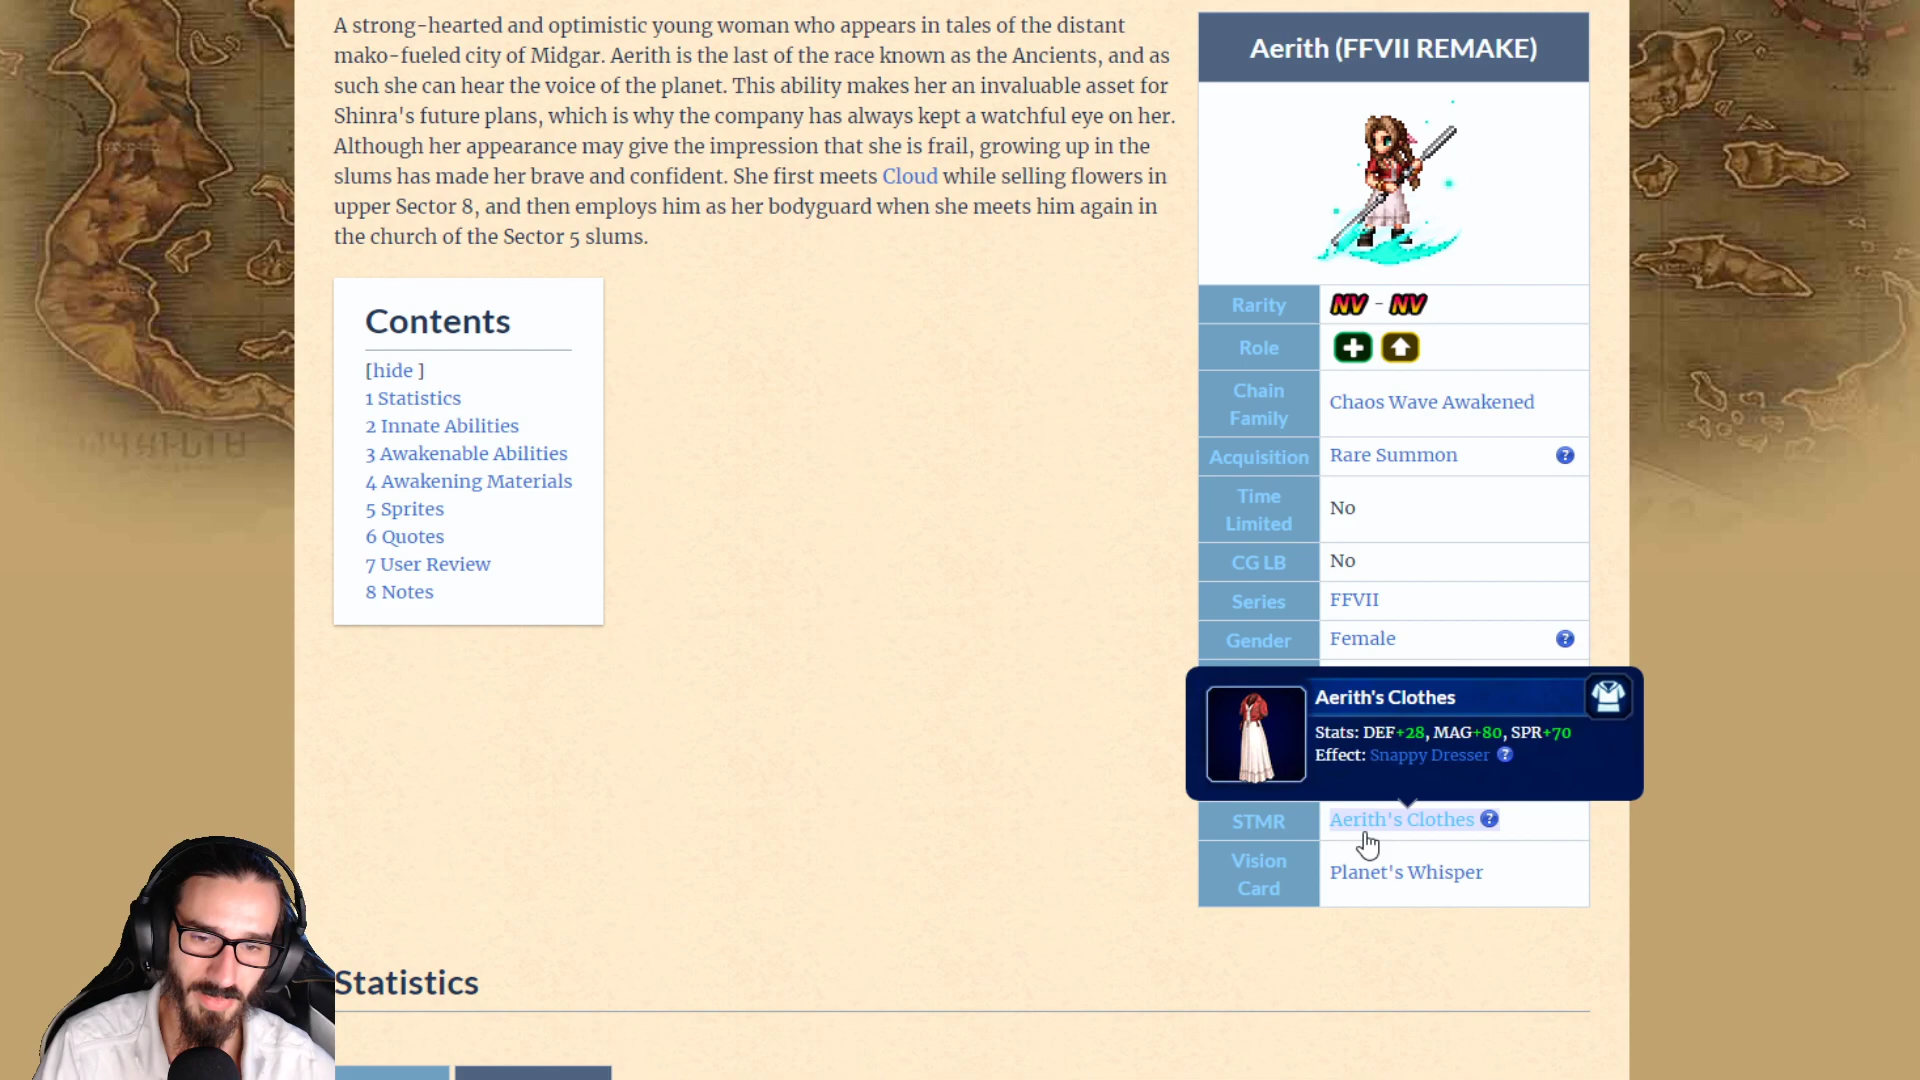 A strong-hearted and optimistic young woman who appears in tales of the distant
mako-fueled city of Midgar. Aerith is the last of the race known as the Ancients, and as
such she can hear the voice of the planet. This ability makes her an invaluable asset for
Shinra's future plans, which is why the company has always kept a watchful eye on her.
Although her appearance may give the impression that she is frail, growing up in the
slums has made her brave and confident. She first meets Cloud while selling flowers in
upper Sector 8, and then employs him as her bodyguard when she meets him again in
the church of the Sector 5 slums.
Contents
[hide ]
1 Statistics
2 Innate Abilities
3 Awakenable Abilities
4 Awakening Materials
5 Sprites
6 Quotes
7 User Review
8 Notes
Aerith (FFVII REMAKE)
Rarity NV - NV
Role
Chain
Family
Chaos Wave Awakened
Acquisition Rare Summon ?
Time
Limited
No
CG LB No
Series FFVII
Gender Female ?
Aerith's Clothes
Stats: DEF+28, MAG+80, SPR+70
Effect: Snappy Dresser ?
STMR Aerith's Clothes ?
Vision
Card
Planet's Whisper
Statistics